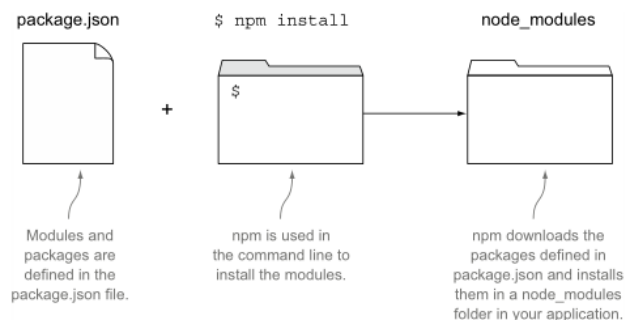 package.json
$ npm install
node_modules
$
+
Modules and
packages are
defined in the
package.json file.
npm is used in
the command line to
install the modules.
npm downloads the
packages defined in
package.json and installs
them in a node_modules
folder in your application.